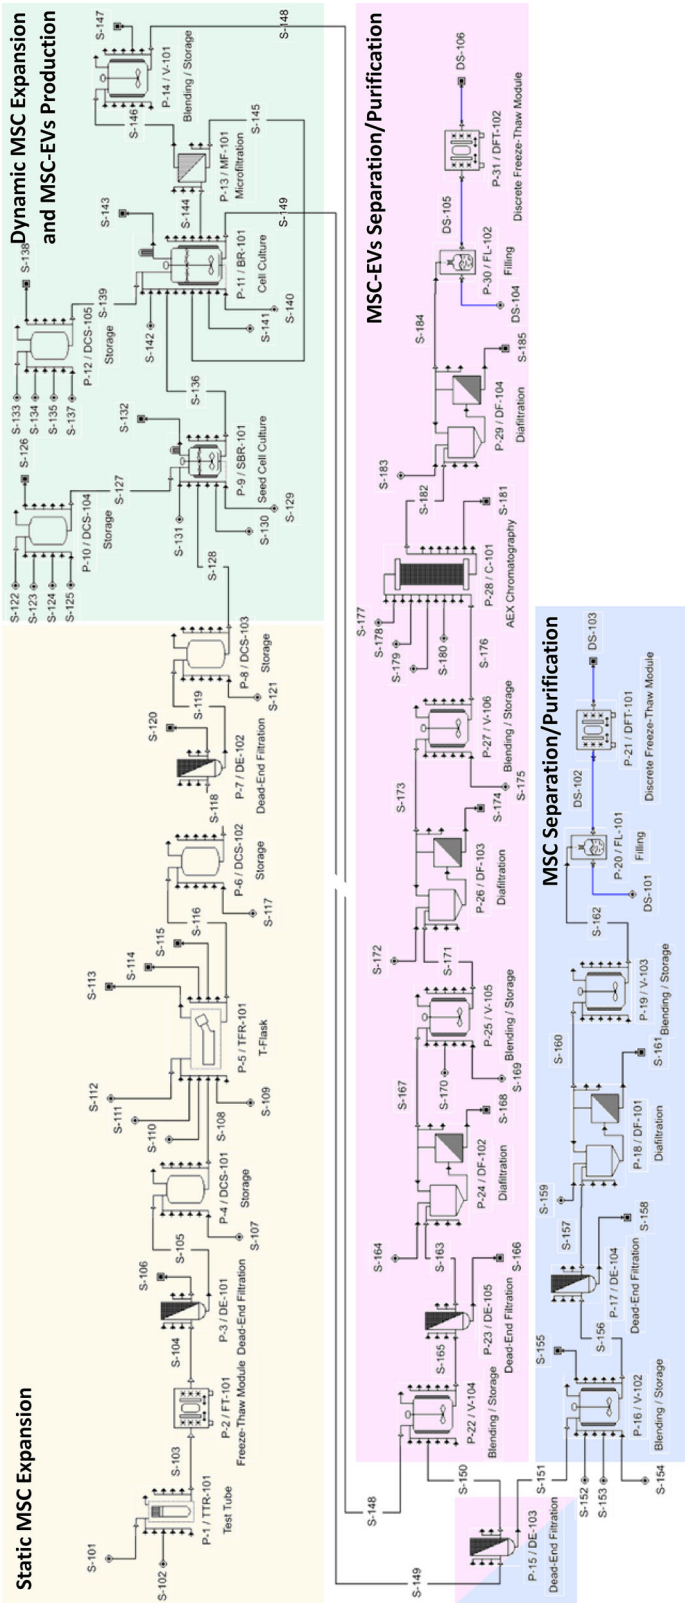 Static MSC Expansion
S-101
S-102
P-1 / TTR-101
Test Tube
S-103
P-2 / FT-101
Freeze-Thaw Module
S-104
S-106
P-3 / DE-101
Dead-End Filtration
S-105
S-107
P-4 / DCS-101
Storage
S-108
S-109
S-110
S-111
S-112
P-5 / TFR-101
T-Flask
S-113
S-114
S-115
S-116
S-117
P-6 / DCS-102
Storage
S-118
S-120
P-7 / DE-102
Dead-End Filtration
S-119
S-121
P-8 / DCS-103
Storage
Dynamic MSC Expansion
and MSC-EVs Production
S-122
S-123
S-124
S-125
S-126
P-10 / DCS-104
Storage
S-127
S-128
S-129
S-130
S-131
S-132
P-9 / SBR-101
Seed Cell Culture
S-133
S-134
S-135
S-137
S-138
P-12 / DCS-105
Storage
S-136
S-139
S-140
S-141
S-142
S-143
P-11 / BR-101
Cell Culture
S-144
S-149
P-13 / MF-101
Microfiltration
S-145
S-146
S-147
P-14 / V-101
Blending / Storage
S-148
S-149
S-148
P-15 / DE-103
Dead-End Filtration
S-150
S-151
MSC-EVs Separation/Purification
P-22 / V-104
Blending / Storage
S-165
P-23 / DE-105
Dead-End Filtration
S-166
S-163
S-164
P-24 / DF-102
Diafiltration
S-168
S-167
S-169
S-170
P-25 / V-105
Blending / Storage
S-171
S-172
P-26 / DF-103
Diafiltration
S-174
S-173
S-175
P-27 / V-106
Blending / Storage
S-176
S-177
S-178
S-179
S-180
P-28 / C-101
AEX Chromatography
S-181
S-182
S-183
P-29 / DF-104
Diafiltration
S-185
S-184
DS-104
P-30 / FL-102
Filling
DS-105
P-31 / DFT-102
Discrete Freeze-Thaw Module
DS-106
MSC Separation/Purification
S-152
S-153
S-154
S-155
P-16 / V-102
Blending / Storage
S-156
P-17 / DE-104
Dead-End Filtration
S-158
S-157
S-159
P-18 / DF-101
Diafiltration
S-161
S-160
P-19 / V-103
Blending / Storage
S-162
DS-101
P-20 / FL-101
Filling
DS-102
P-21 / DFT-101
Discrete Freeze-Thaw Module
DS-103